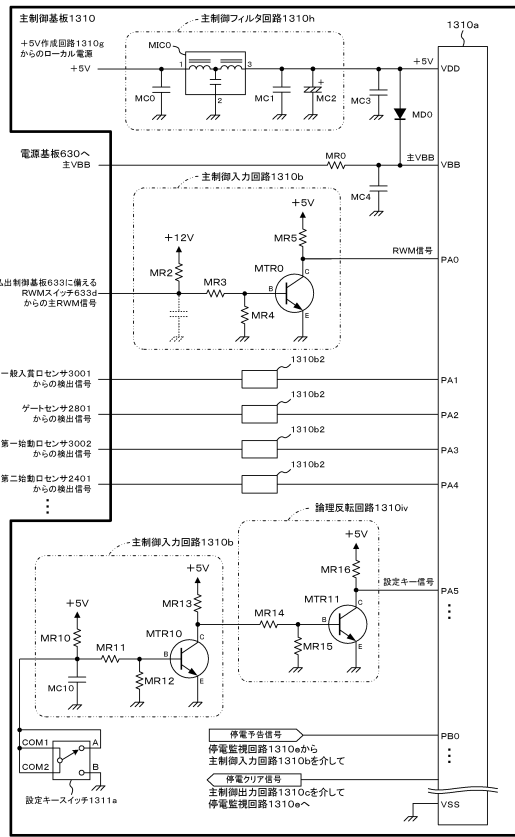 主制御基板1310
主制御フィルタ回路1310h
1310a
+5V作成回路1310g
からのローカル電源
+5V
MIC0
1
3
2
MC0
MC1
MC2
+
MC3
+5V
VDD
MD0
電源基板630へ
主VBB
MR0
主VBB
VBB
MC4
主制御入力回路1310b
+5V
+12V
MR5
RWM信号
PA0
MR2
MTR0
C
払出制御基板633に備える
RWMスイッチ633d
からの主RWM信号
MR3
B
MR4
E
一般入賞口センサ3001
からの検出信号
1310b2
PA1
ゲートセンサ2801
からの検出信号
1310b2
PA2
第一始動口センサ3002
からの検出信号
1310b2
PA3
第二始動口センサ2401
からの検出信号
1310b2
PA4
論理反転回路1310iv
主制御入力回路1310b
+5V
+5V
MR16
設定キー信号
PA5
+5V
MR13
MR14
MTR11
C
B
MR15
E
MR10
MTR10
C
MR11
B
MR12
E
MC10
COM1
A
COM2
B
設定キースイッチ1311a
停電予告信号
PB0
停電監視回路1310eから
主制御入力回路1310bを介して
停電クリア信号
主制御出力回路1310cを介して
停電監視回路1310eへ
VSS